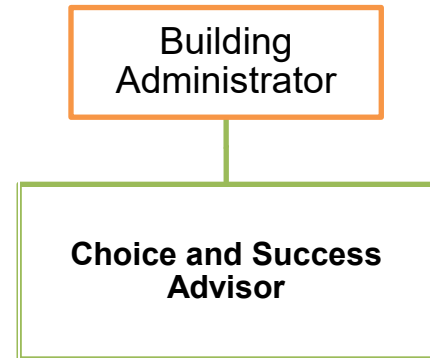 Building
Administrator
Choice and Success
Advisor